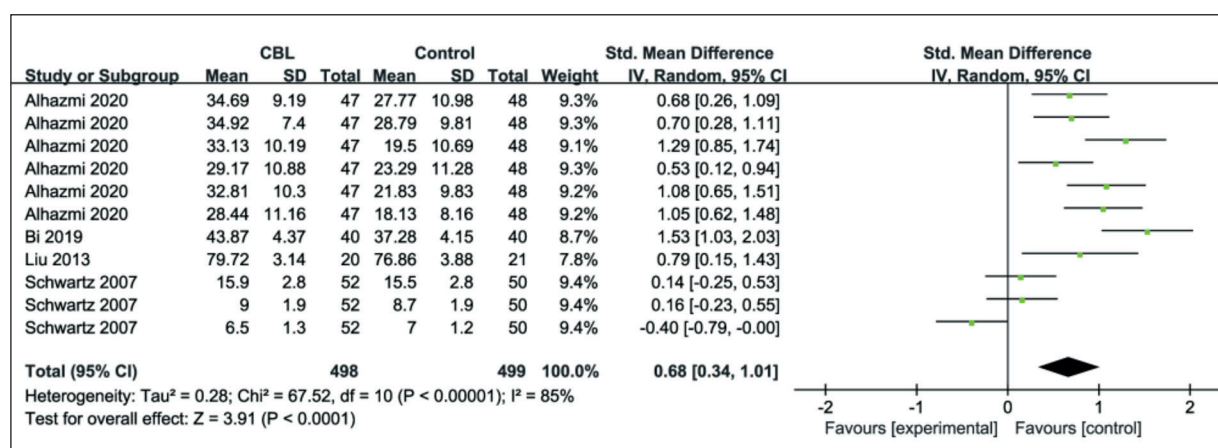 CBL Control Std. Mean Difference Std. Mean Difference
Study or Subgroup Mean SD Total Mean SD Total Weight IV, Random, 95% CI IV, Random, 95% CI
Alhazmi 2020 34.69 9.19 47 27.77 10.98 48 9.3% 0.68 [0.26, 1.09]
Alhazmi 2020 34.92 7.4 47 28.79 9.81 48 9.3% 0.70 [0.28, 1.11]
Alhazmi 2020 33.13 10.19 47 19.5 10.69 48 9.1% 1.29 [0.85, 1.74]
Alhazmi 2020 29.17 10.88 47 23.29 11.28 48 9.3% 0.53 [0.12, 0.94]
Alhazmi 2020 32.81 10.3 47 21.83 9.83 48 9.2% 1.08 [0.65, 1.51]
Alhazmi 2020 28.44 11.16 47 18.13 8.16 48 9.2% 1.05 [0.62, 1.48]
Bi 2019 43.87 4.37 40 37.28 4.15 40 8.7% 1.53 [1.03, 2.03]
Liu 2013 79.72 3.14 20 76.86 3.88 21 7.8% 0.79 [0.15, 1.43]
Schwartz 2007 15.9 2.8 52 15.5 2.8 50 9.4% 0.14 [-0.25, 0.53]
Schwartz 2007 9 1.9 52 8.7 1.9 50 9.4% 0.16 [-0.23, 0.55]
Schwartz 2007 6.5 1.3 52 7 1.2 50 9.4% -0.40 [-0.79, -0.00]
Total (95% CI) 498 499 100.0% 0.68 [0.34, 1.01]
Heterogeneity: Tau² = 0.28; Chi² = 67.52, df = 10 (P < 0.00001); I² = 85%
Test for overall effect: Z = 3.91 (P < 0.0001)
-2 -1 0 1 2
Favours [experimental] Favours [control]